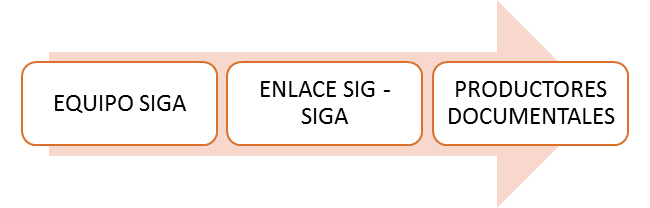 EQUIPO SIGA
ENLACE SIG -
SIGA
PRODUCTORES
DOCUMENTALES